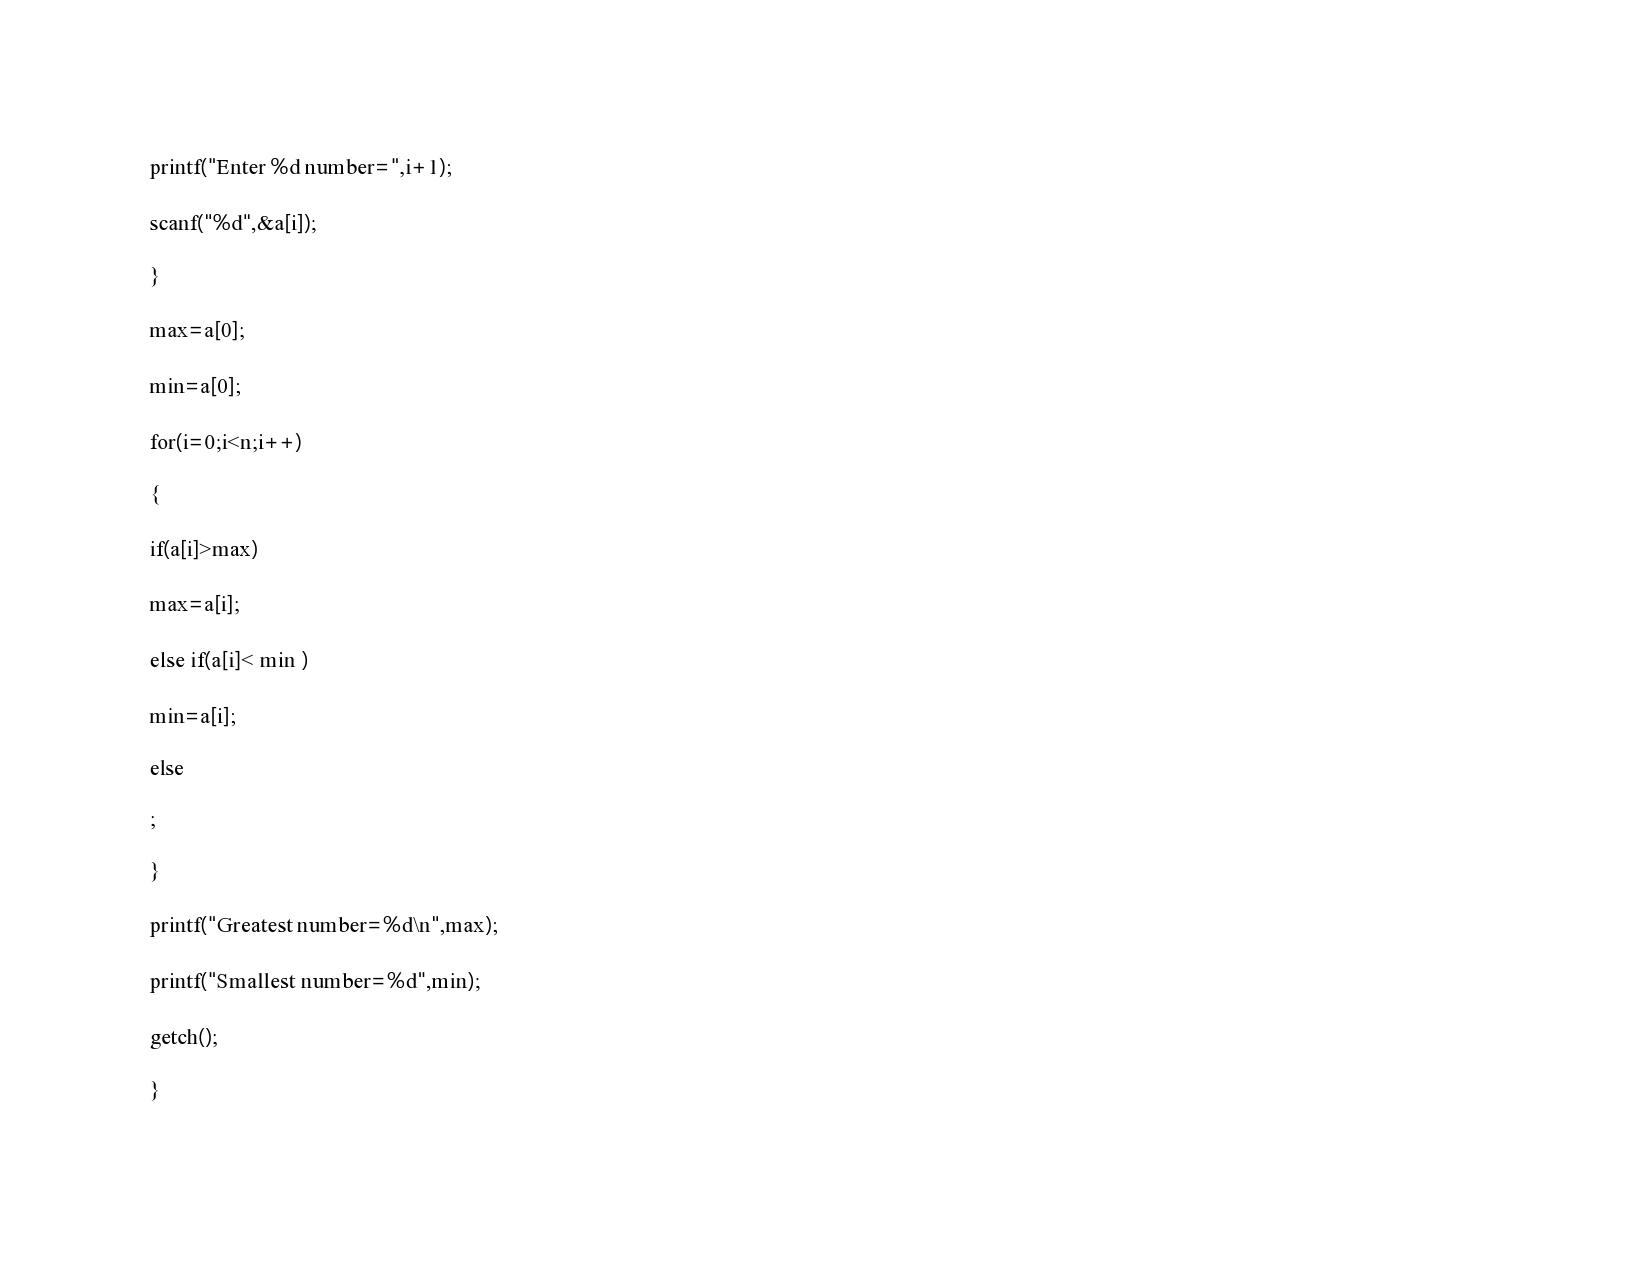 printf("Enter %d number=",i+1);
scanf("%d",&a[i]);
}
max=a[0];
min=a[0];
for(i=0;i<n;i++)
{
if(a[i]>max)
max=a[i];
else if(a[i]< min )
min=a[i];
else
;
}
printf("Greatest number=%d\n",max);
printf("Smallest number=%d",min);
getch();
}